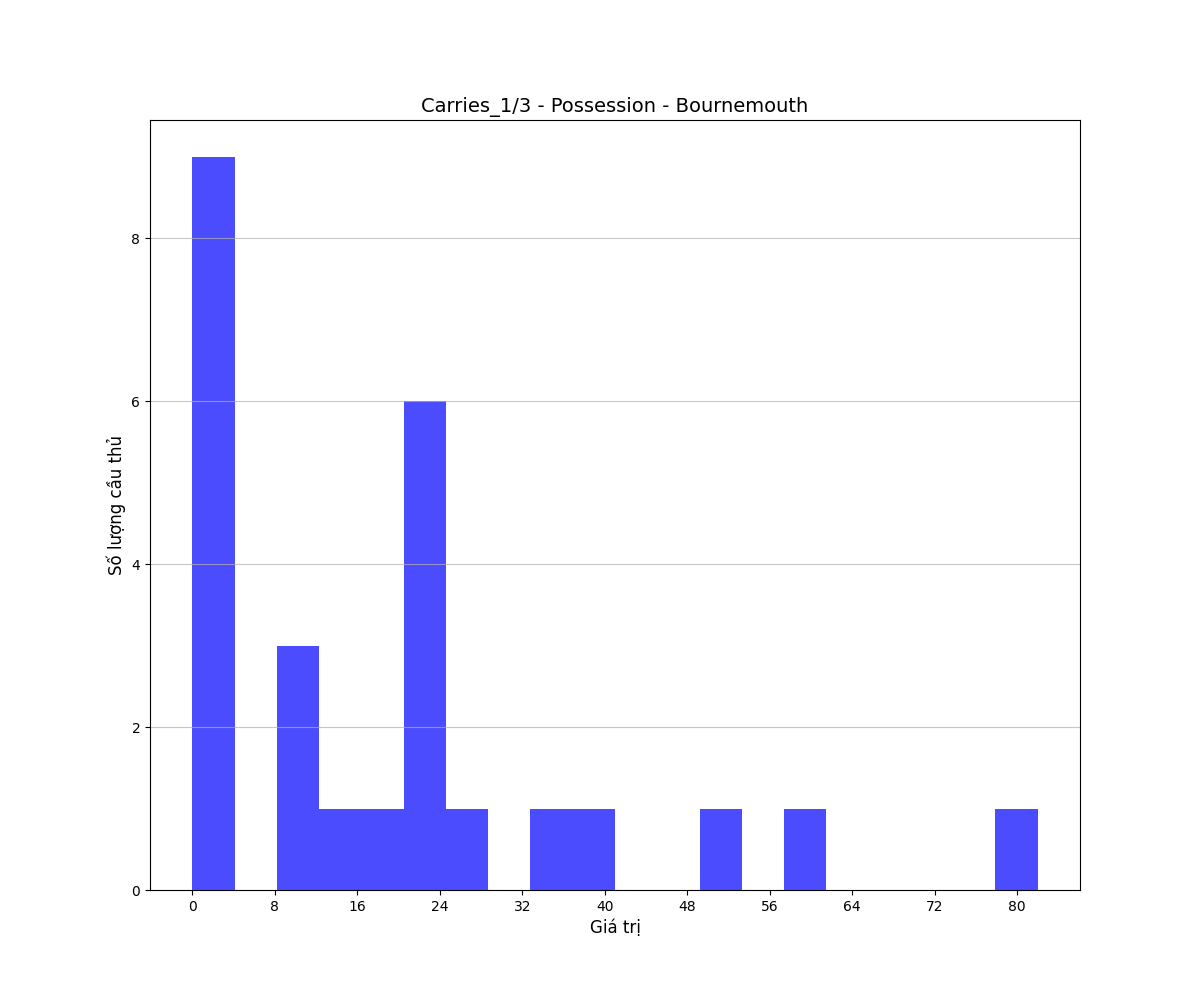 Carries_1/3 - Possession - Bournemouth
Số lượng cầu thủ
8
6
4
2
0
0 8 16 24 32 40 48 56 64 72 80
Giá trị